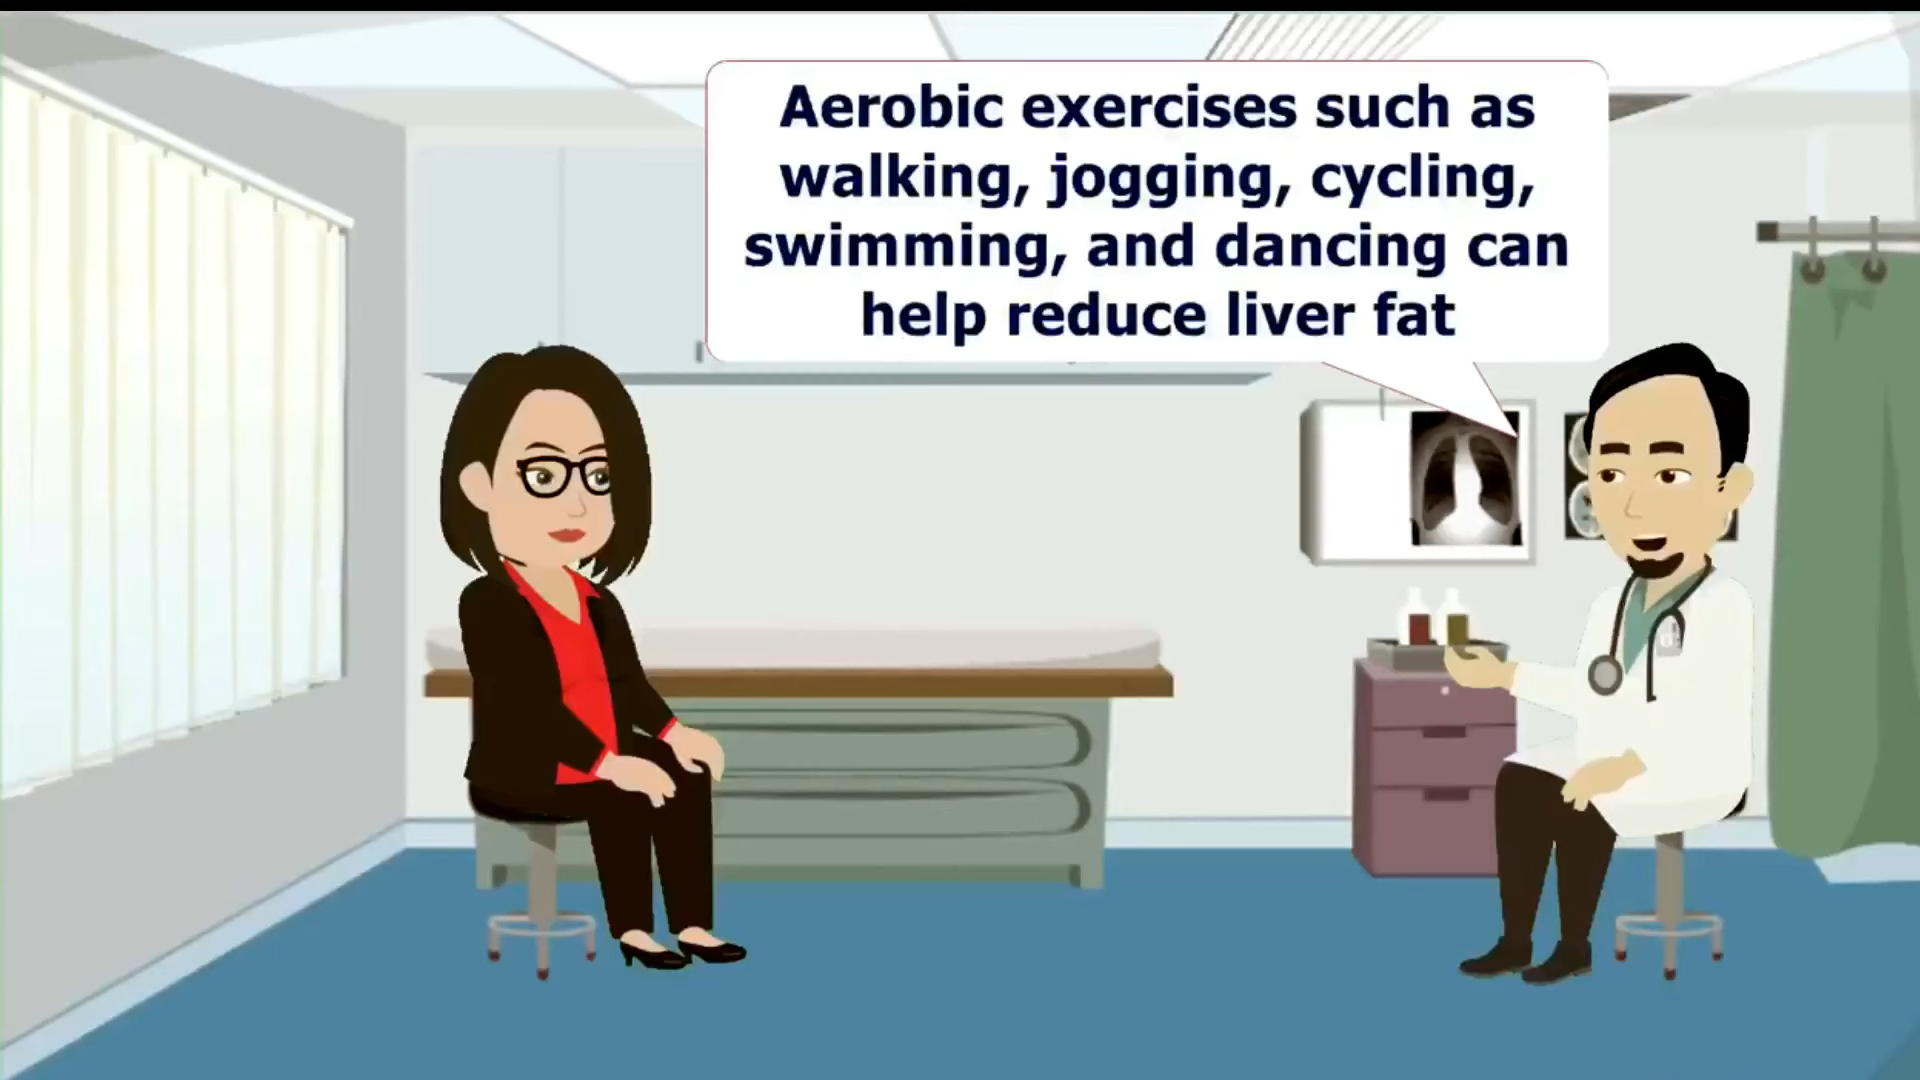 Aerobic exercises such as
walking, jogging, cycling,
swimming, and dancing can
help reduce liver fat